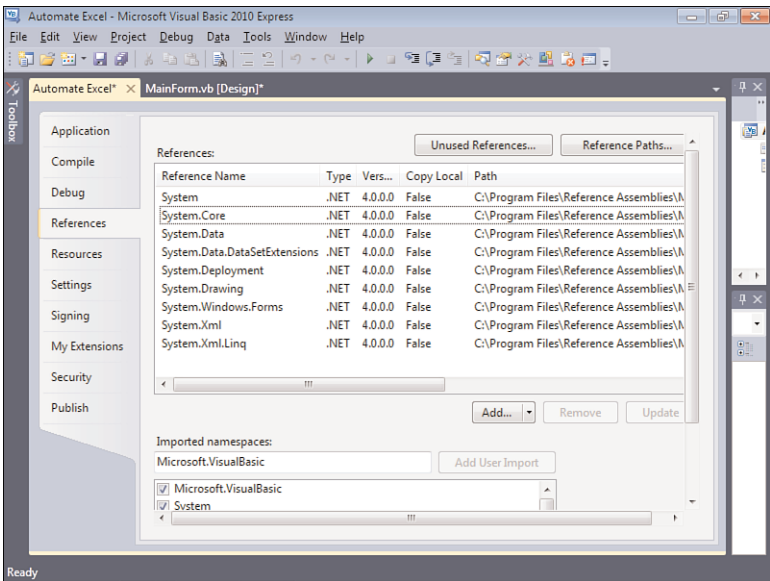 Automate Excel - Microsoft Visual Basic 2010 Express
File Edit View Project Debug Data Tools Window Help
Toolbox
Automate Excel* MainForm.vb [Design]*
Application
Compile
Debug
References
Resources
Settings
Signing
My Extensions
Security
Publish
Unused References... Reference Paths...
References:
Reference Name Type Vers... Copy Local Path
System .NET 4.0.0.0 False C:\Program Files\Reference Assemblies\M
System.Core .NET 4.0.0.0 False C:\Program Files\Reference Assemblies\M
System.Data .NET 4.0.0.0 False C:\Program Files\Reference Assemblies\M
System.Data.DataSetExtensions .NET 4.0.0.0 False C:\Program Files\Reference Assemblies\M
System.Deployment .NET 4.0.0.0 False C:\Program Files\Reference Assemblies\M
System.Drawing .NET 4.0.0.0 False C:\Program Files\Reference Assemblies\M
System.Windows.Forms .NET 4.0.0.0 False C:\Program Files\Reference Assemblies\M
System.Xml .NET 4.0.0.0 False C:\Program Files\Reference Assemblies\M
System.Xml.Linq .NET 4.0.0.0 False C:\Program Files\Reference Assemblies\M
Add... Remove Update
Imported namespaces:
Microsoft.VisualBasic Add User Import
Microsoft.VisualBasic
System
Ready